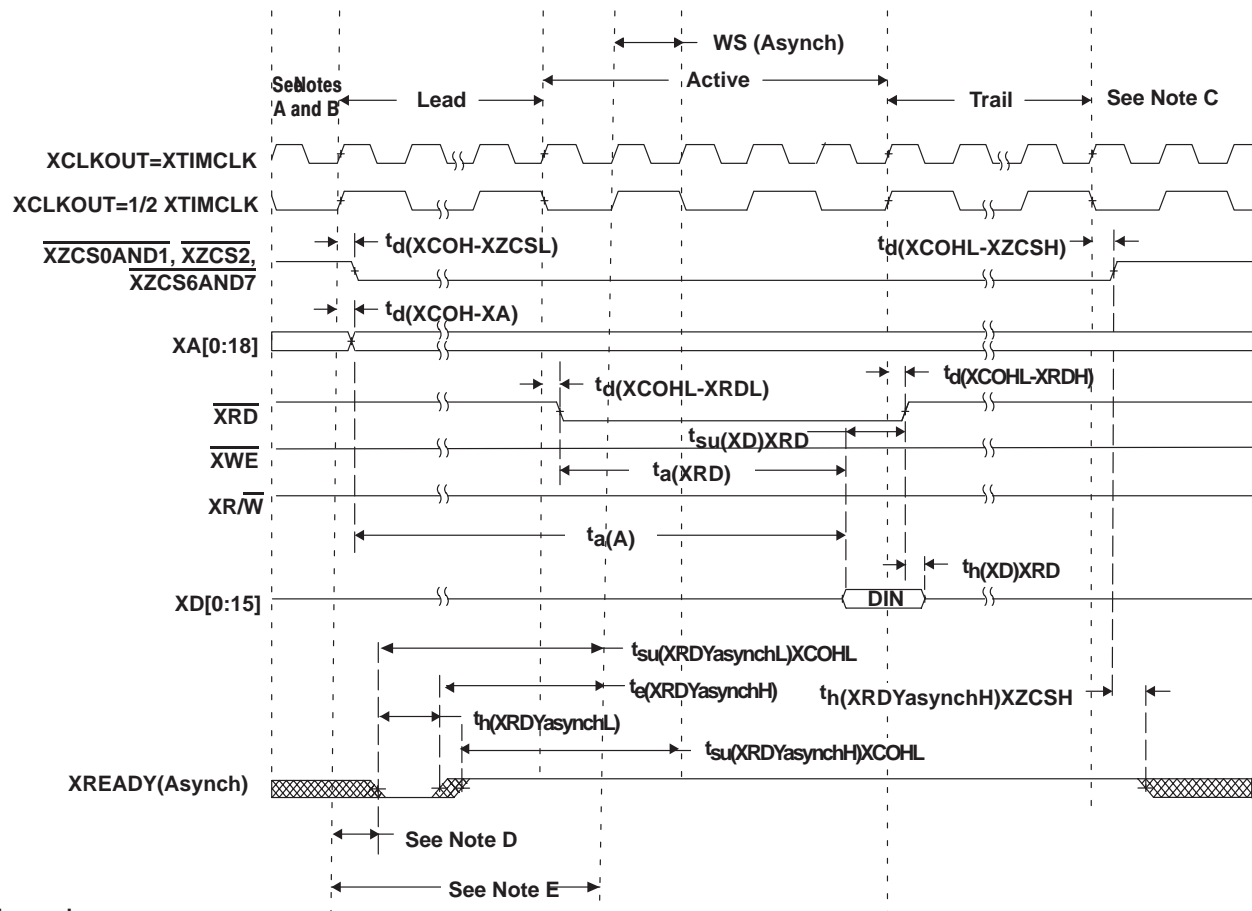 WS (Asynch)
Active
SeeNotes
A and B
Lead
Trail
See Note C
XCLKOUT=XTIMCLK
XCLKOUT=1/2 XTIMCLK
td(XCOH-XZCSL)
td(XCOHL-XZCSH)
XZCS0AND1, XZCS2,
XZCS6AND7
td(XCOH-XA)
XA[0:18]
td(XCOHL-XRDL)
td(XCOHL-XRDH)
XRD
tsu(XD)XRD
XWE
ta(XRD)
XR/W
ta(A)
th(XD)XRD
XD[0:15]
DIN
tsu(XRDYasynchL)XCOHL
te(XRDYasynchH)
th(XRDYasynchH)XZCSH
th(XRDYasynchL)
tsu(XRDYasynchH)XCOHL
XREADY(Asynch)
See Note D
See Note E